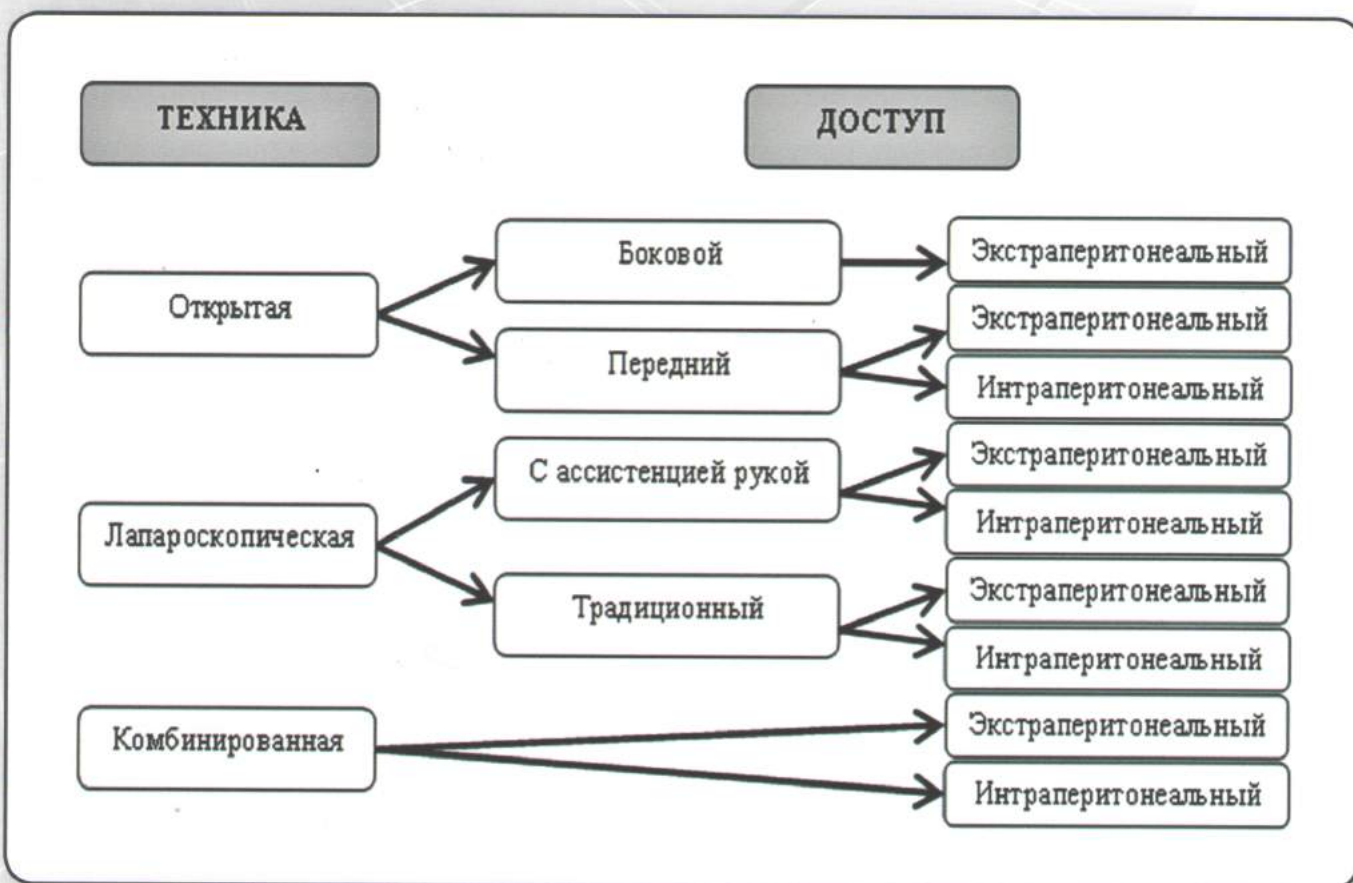 ТЕХНИКА
ДОСТУП
Открытая
Боковой
Экстраперитонеальный
Передний
Экстраперитонеальный
Интраперитонеальный
Лапароскопическая
С ассистенцией рукой
Экстраперитонеальный
Интраперитонеальный
Традиционный
Экстраперитонеальный
Интраперитонеальный
Комбинированная
Экстраперитонеальный
Интраперитонеальный